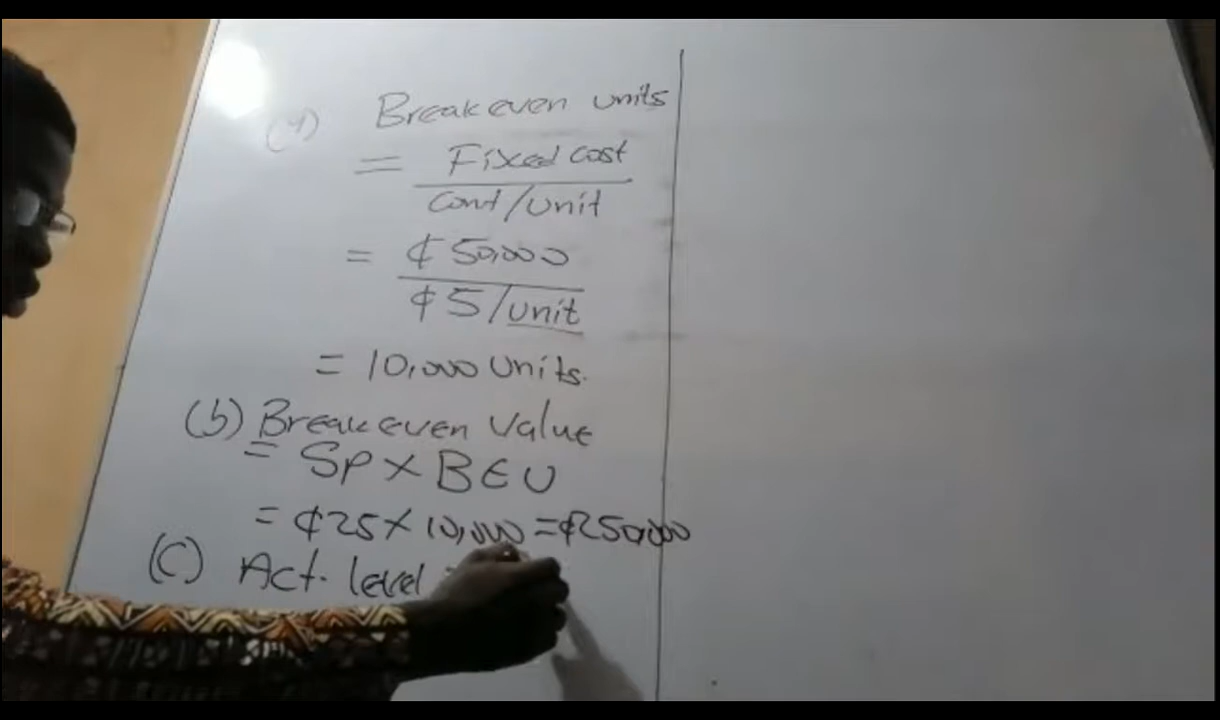 (a) Breakeven units
= Fixed cost
Cont/unit
= ¢50,000
¢5/unit
= 10,000 units.
(b) Breakeven value
= SP × BEU
= ¢25 × 10,000 = ¢250,000
(c) Act. level